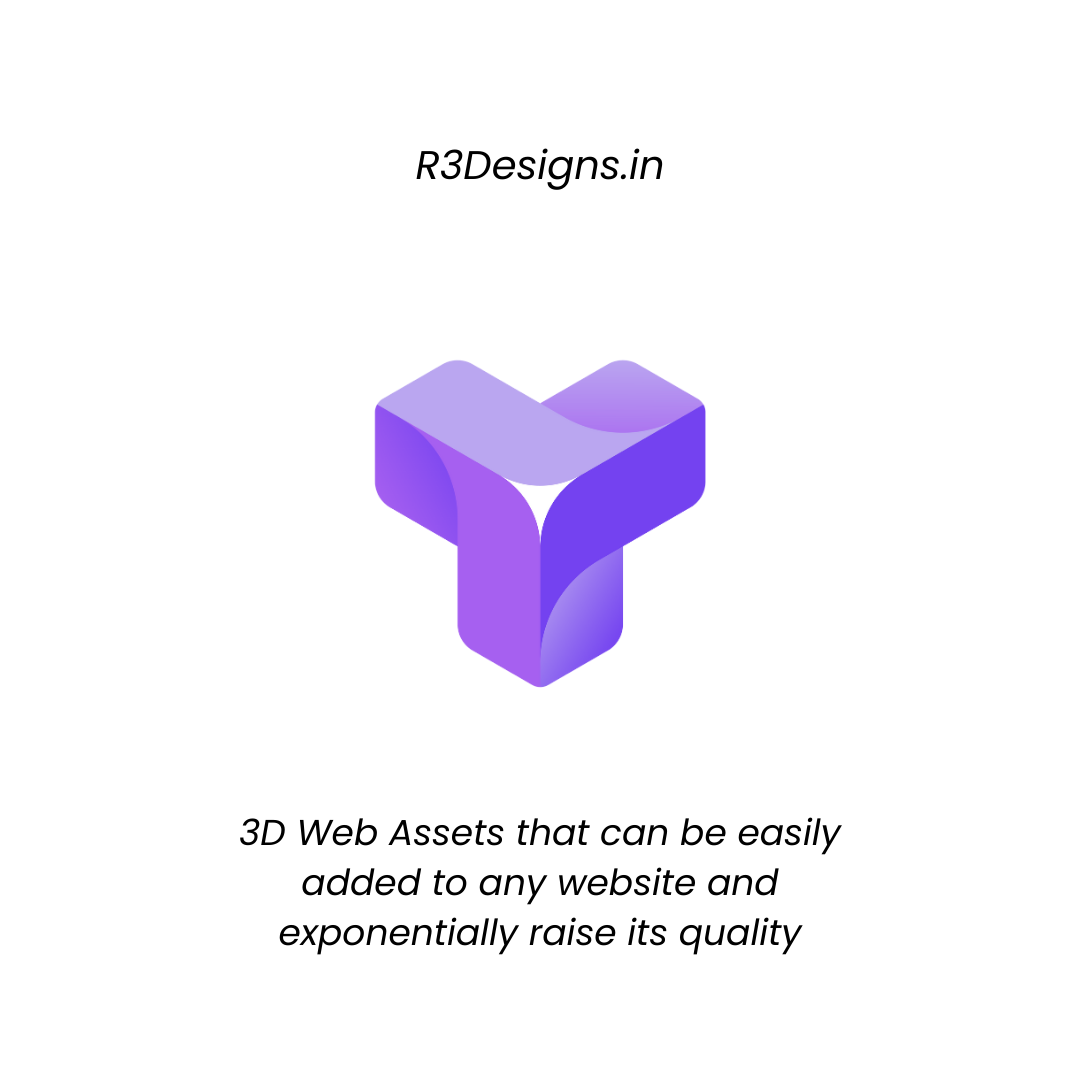 R3Designs.in
3D Web Assets that can be easily
added to any website and
exponentially raise its quality